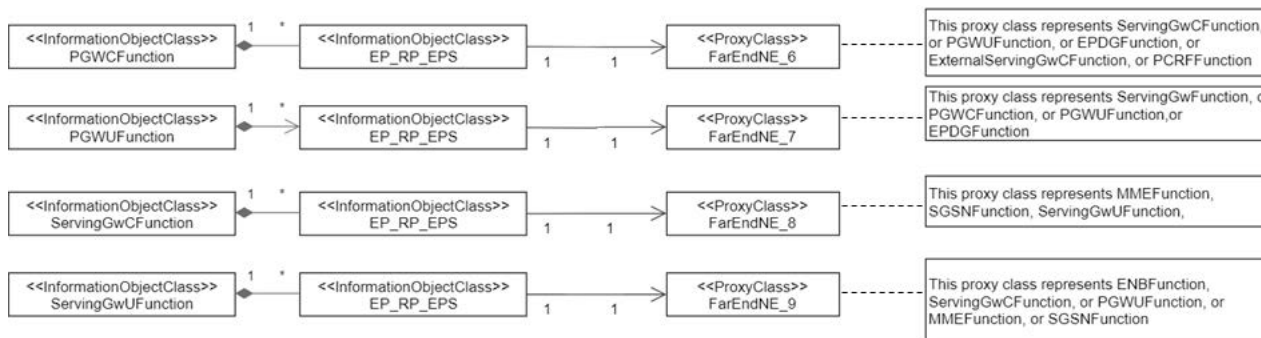 1 *
<<InformationObjectClass>> <<InformationObjectClass>> <<ProxyClass>>
PGWCFunction EP_RP_EPS FarEndNE_6
1 1
This proxy class represents ServingGwCFunction,
or PGWUFunction, or EPDGFunction, or
ExternalServingGwCFunction, or PCRFFunction
1 *
<<InformationObjectClass>> <<InformationObjectClass>> <<ProxyClass>>
PGWUFunction EP_RP_EPS FarEndNE_7
1 1
This proxy class represents ServingGwFunction,
PGWCFunction, or PGWUFunction,or
EPDGFunction
1 *
<<InformationObjectClass>> <<InformationObjectClass>> <<ProxyClass>>
ServingGwCFunction EP_RP_EPS FarEndNE_8
1 1
This proxy class represents MMEFunction,
SGSNFunction, ServingGwUFunction,
1 *
<<InformationObjectClass>> <<InformationObjectClass>> <<ProxyClass>>
ServingGwUFunction EP_RP_EPS FarEndNE_9
1 1
This proxy class represents ENBFunction,
ServingGwCFunction, or PGWUFunction, or
MMEFunction, or SGSNFunction